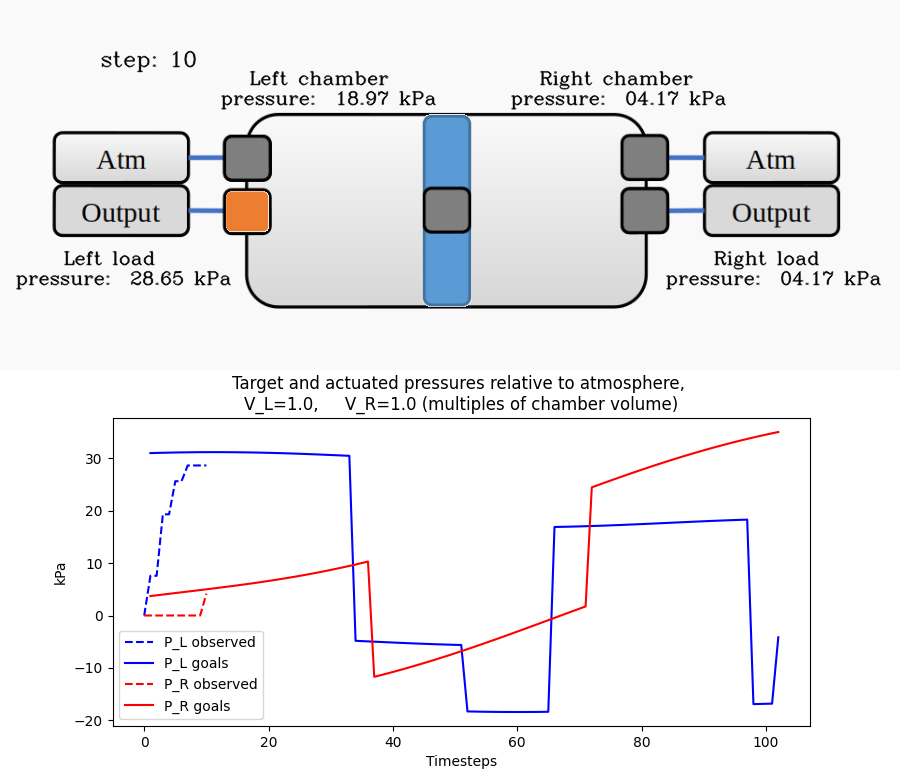 step: 10
Left chamber
pressure: 18.97 kPa
Right chamber
pressure: 04.17 kPa
Atm
Output
Atm
Output
Left load
pressure: 28.65 kPa
Right load
pressure: 04.17 kPa
Target and actuated pressures relative to atmosphere,
V_L=1.0, V_R=1.0 (multiples of chamber volume)
kPa
30
20
10
0
−10
−20
P_L observed
P_L goals
P_R observed
P_R goals
0 20 40 60 80 100
Timesteps